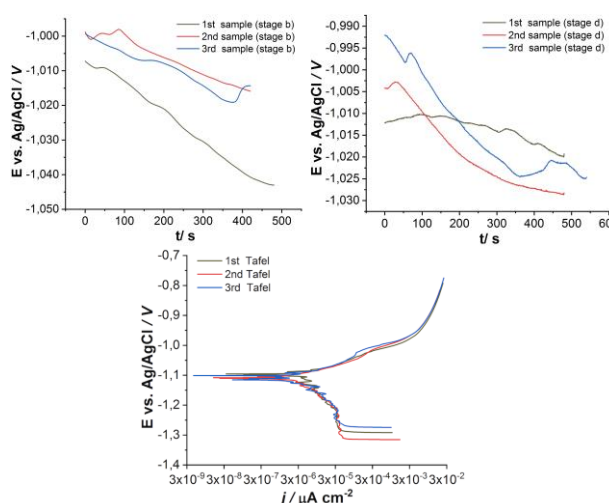 -1,000
-1,010
-1,020
-1,030
-1,040
-1,050
E vs. Ag/AgCl / V
1st sample (stage b)
2nd sample (stage b)
3rd sample (stage b)
0 100 200 300 400 500
t/ s
-0,990
-0,995
-1,000
-1,005
-1,010
-1,015
-1,020
-1,025
-1,030
E vs. Ag/AgCl / V
1st sample (stage d)
2nd sample (stage d)
3rd sample (stage d)
0 100 200 300 400 500 600
t/ s
-0,7
-0,8
-0,9
-1,0
-1,1
-1,2
-1,3
-1,4
E vs. Ag/AgCl / V
1st Tafel
2nd Tafel
3rd Tafel
3x10⁻⁹ 3x10⁻⁸ 3x10⁻⁷ 3x10⁻⁶ 3x10⁻⁵ 3x10⁻⁴ 3x10⁻³ 3x10⁻²
i / µA cm⁻²